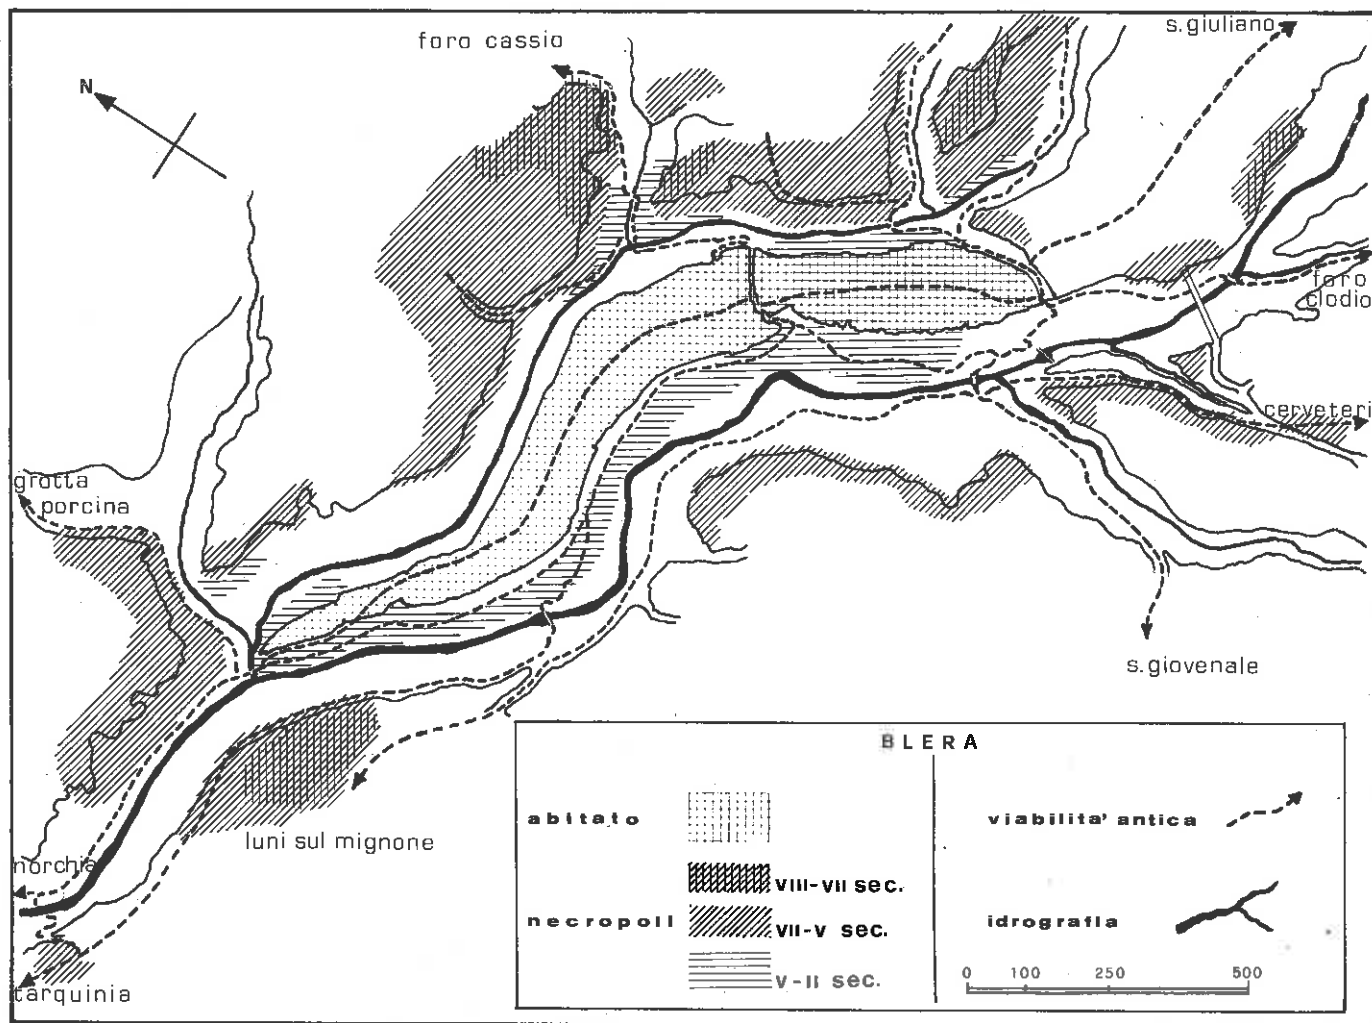 foro cassio
s.giuliano
N
foro
clodio
cerveteri
grotta
porcina
s.giovenale
luni sul mignone
norchia
tarquinia
BLERA
abitato
necropoli
VIII-VII sec.
VII-V sec.
V-II sec.
viabilita' antica
idrografia
0 100 250 500